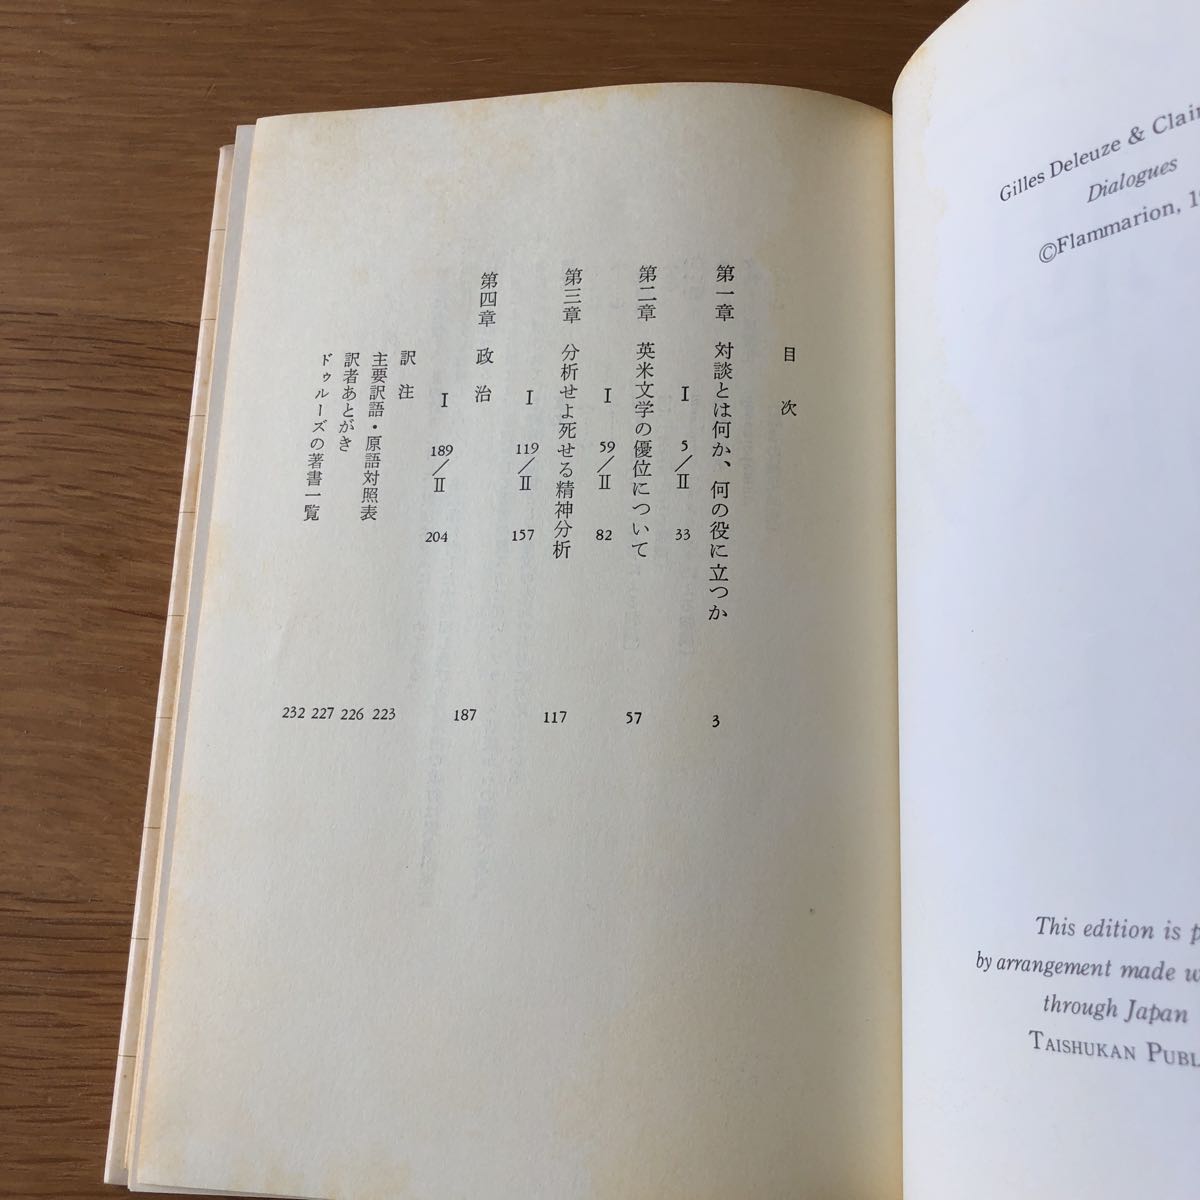 目次
第一章 対談とは何か、何の役に立つか 3
Ⅰ 5／Ⅱ 33
第二章 英米文学の優位について 57
Ⅰ 59／Ⅱ 82
第三章 分析せよ死せる精神分析 117
Ⅰ 119／Ⅱ 157
第四章 政治 187
Ⅰ 189／Ⅱ 204
訳注 223
主要訳語・原語対照表 226
訳者あとがき 227
ドゥルーズの著書一覧 232
Gilles Deleuze & Clair
Dialogues
©Flammarion, 19
This edition is p
by arrangement made w
through Japan
TAISHUKAN PUBL